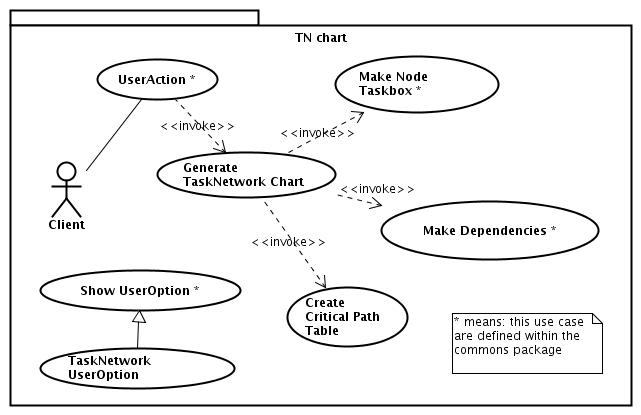 TN chart
UserAction *
Make Node
Taskbox *
<<invoke>>
<<invoke>>
Generate
TaskNetwork Chart
<<invoke>>
Client
Make Dependencies *
<<invoke>>
Show UserOption *
Create
Critical Path
Table
* means: this use case
are defined within the
commons package
TaskNetwork
UserOption